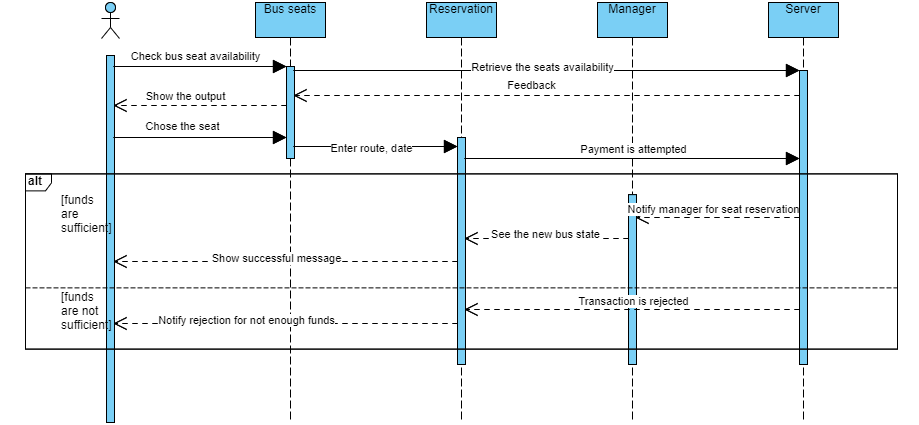 Bus seats
Reservation
Manager
Server
Check bus seat availability
Retrieve the seats availability
Feedback
Show the output
Chose the seat
Enter route, date
Payment is attempted
alt
[funds
are
sufficient]
Notify manager for seat reservation
See the new bus state
Show successful message
[funds
are not
sufficient]
Transaction is rejected
Notify rejection for not enough funds